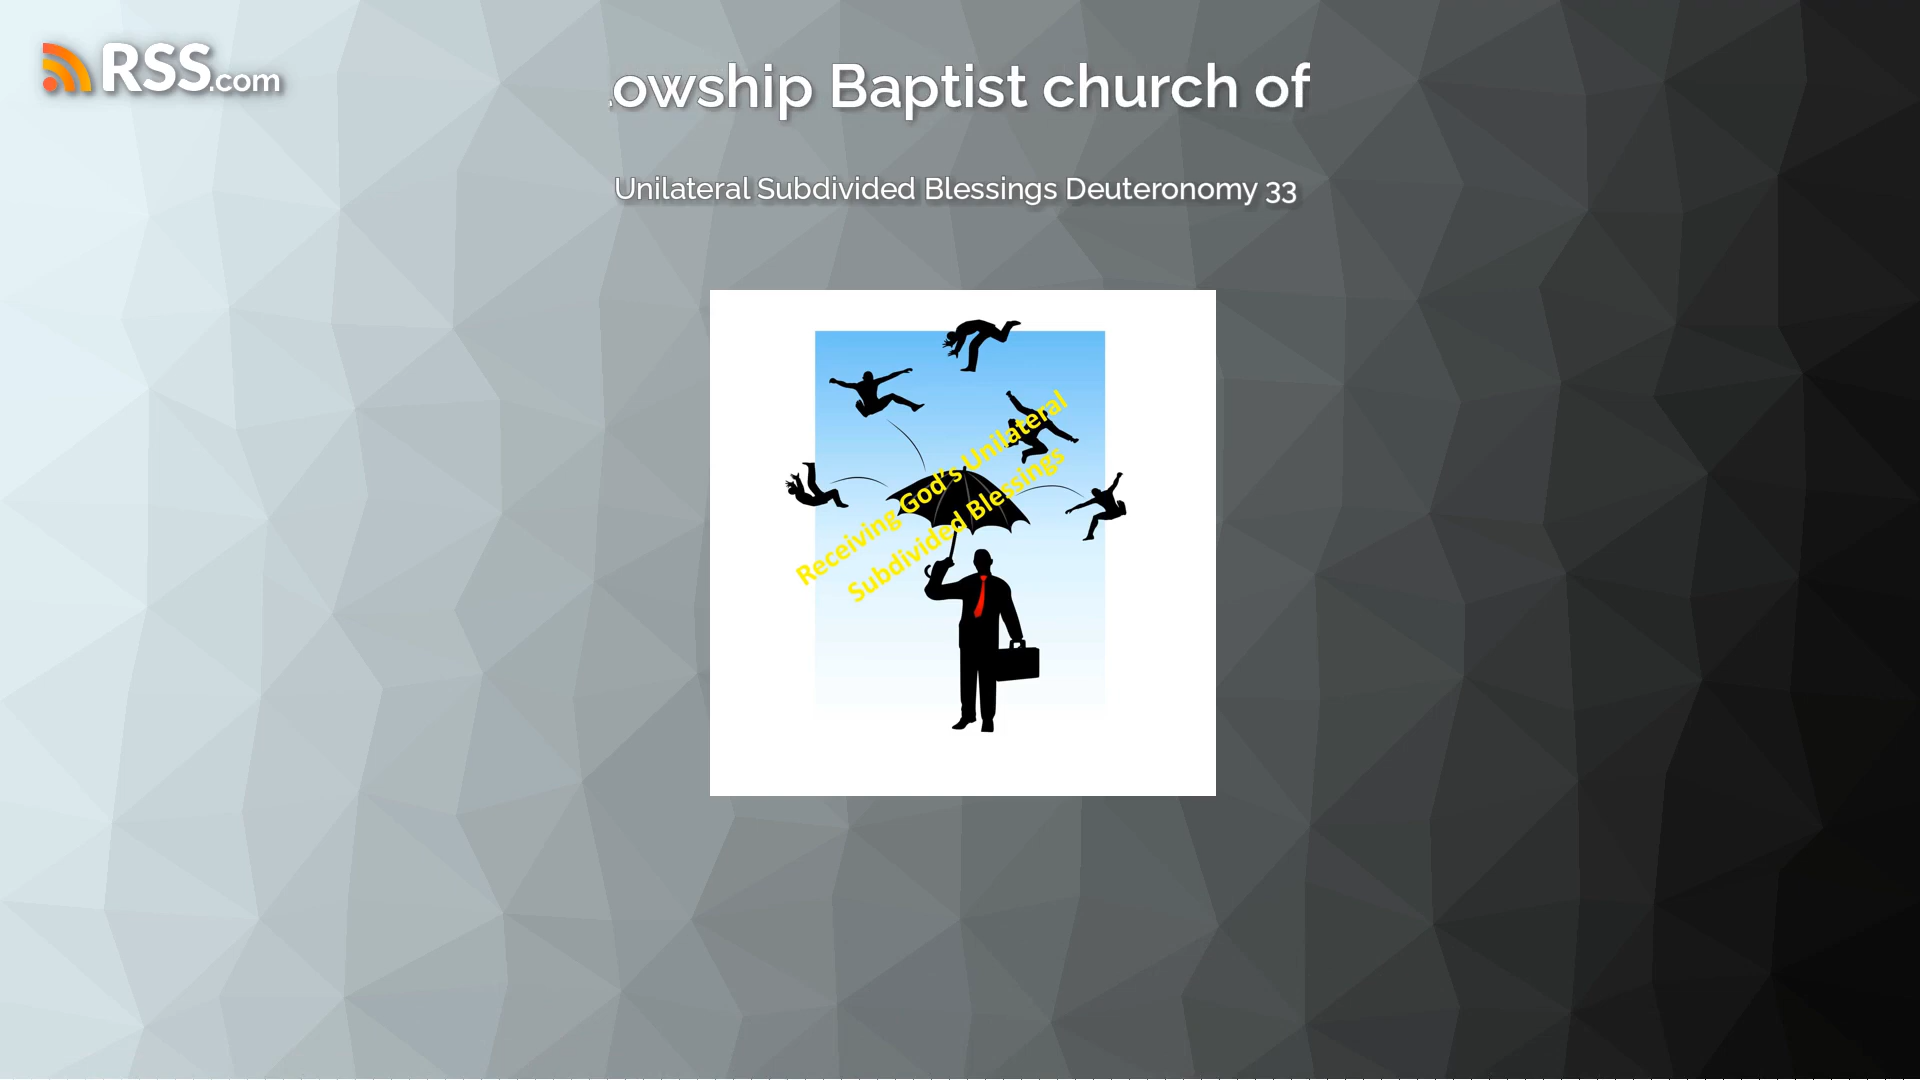 RSS.com
owship Baptist church of
Unilateral Subdivided Blessings Deuteronomy 33
Receiving God's Unilateral
Subdivided Blessings